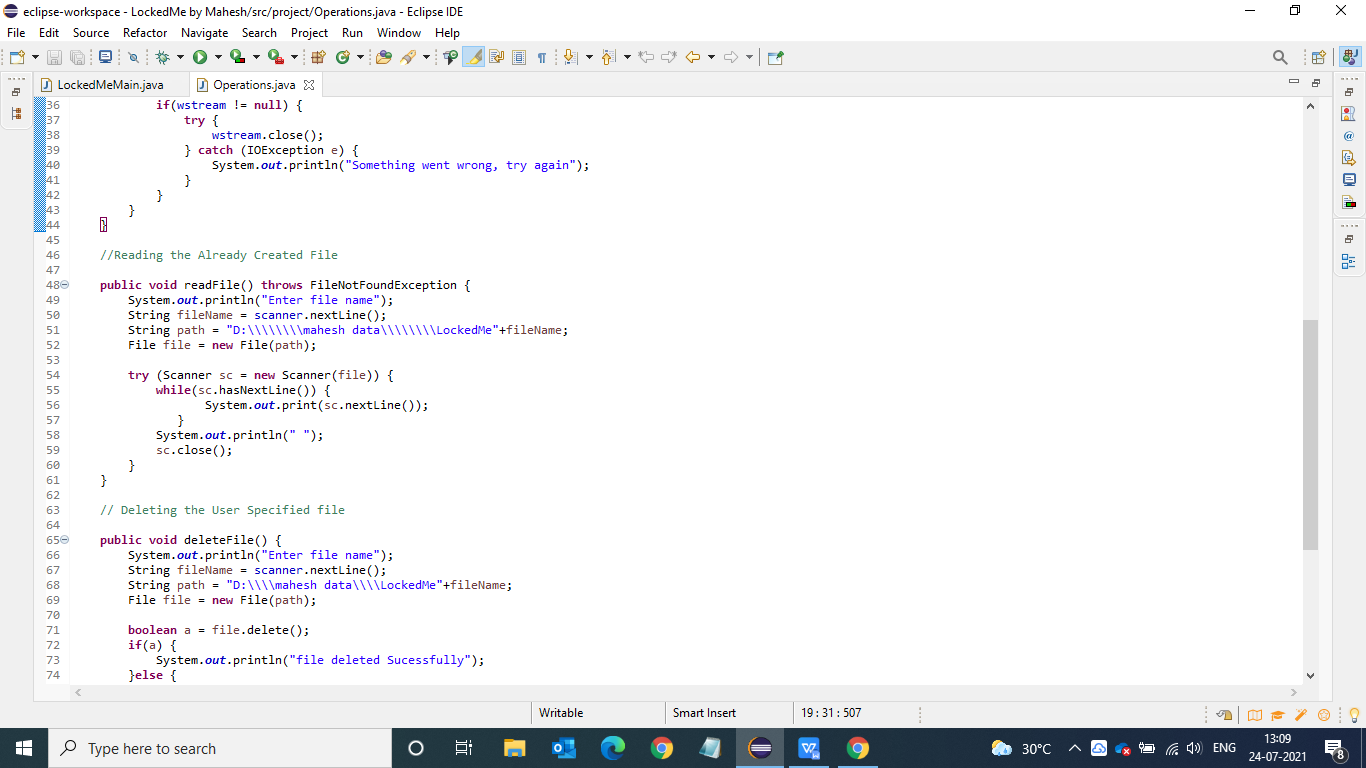 eclipse-workspace - LockedMe by Mahesh/src/project/Operations.java - Eclipse IDE
File Edit Source Refactor Navigate Search Project Run Window Help
LockedMeMain.java Operations.java
36 if(wstream != null) {
37 try {
38 wstream.close();
39 } catch (IOException e) {
40 System.out.println("Something went wrong, try again");
41 }
42 }
43 }
44 }
45
46 //Reading the Already Created File
47
48 public void readFile() throws FileNotFoundException {
49 System.out.println("Enter file name");
50 String fileName = scanner.nextLine();
51 String path = "D:\\\\\\\\mahesh data\\\\\\\\LockedMe"+fileName;
52 File file = new File(path);
53
54 try (Scanner sc = new Scanner(file)) {
55 while(sc.hasNextLine()) {
56 System.out.print(sc.nextLine());
57 }
58 System.out.println(" ");
59 sc.close();
60 }
61 }
62
63 // Deleting the User Specified file
64
65 public void deleteFile() {
66 System.out.println("Enter file name");
67 String fileName = scanner.nextLine();
68 String path = "D:\\\\mahesh data\\\\LockedMe"+fileName;
69 File file = new File(path);
70
71 boolean a = file.delete();
72 if(a) {
73 System.out.println("file deleted Sucessfully");
74 }else {
Writable Smart Insert 19 : 31 : 507
Type here to search 30°C ENG 13:09
24-07-2021 8